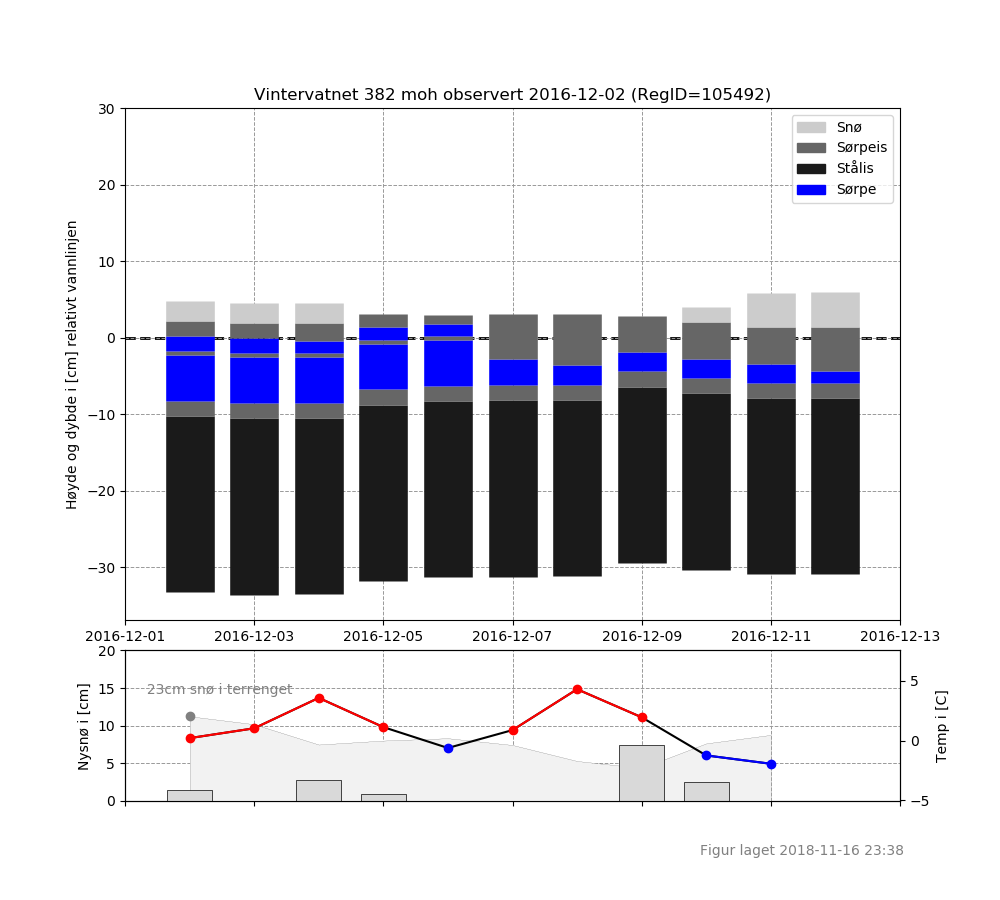 Vintervatnet 382 moh observert 2016-12-02 (RegID=105492)
30
20
10
0
−10
−20
−30
Høyde og dybde i [cm] relativt vannlinjen
Snø
Sørpeis
Stålis
Sørpe
2016-12-01 2016-12-03 2016-12-05 2016-12-07 2016-12-09 2016-12-11 2016-12-13
20
15
10
5
0
Nysnø i [cm]
23cm snø i terrenget
5
0
−5
Temp i [C]
Figur laget 2018-11-16 23:38